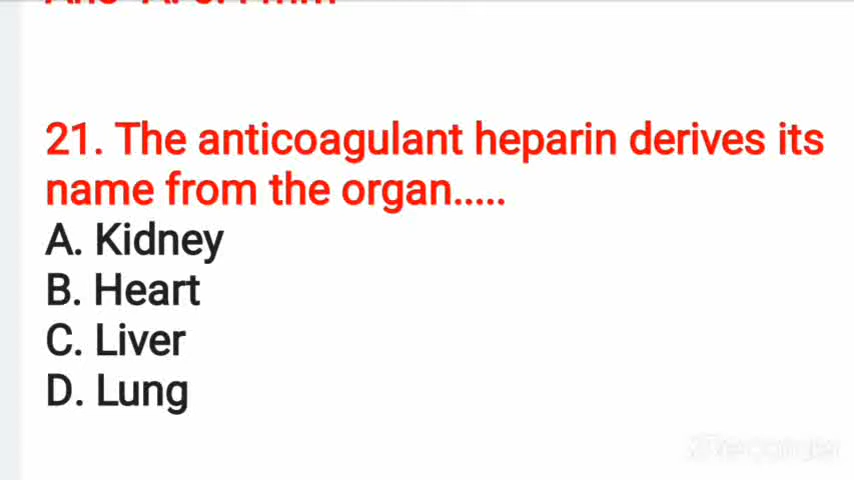 21. The anticoagulant heparin derives its
name from the organ.....
A. Kidney
B. Heart
C. Liver
D. Lung